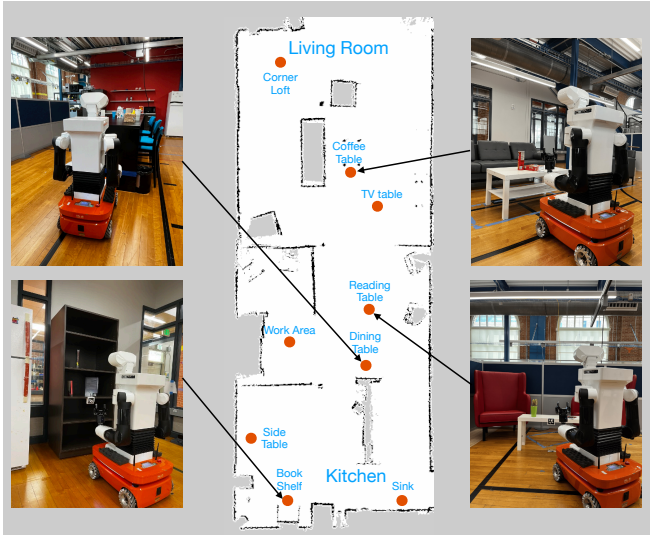 Living Room
Corner
Loft
Coffee
Table
TV table
Reading
Table
Work Area
Dining
Table
Side
Table
Book
Shelf
Kitchen
Sink